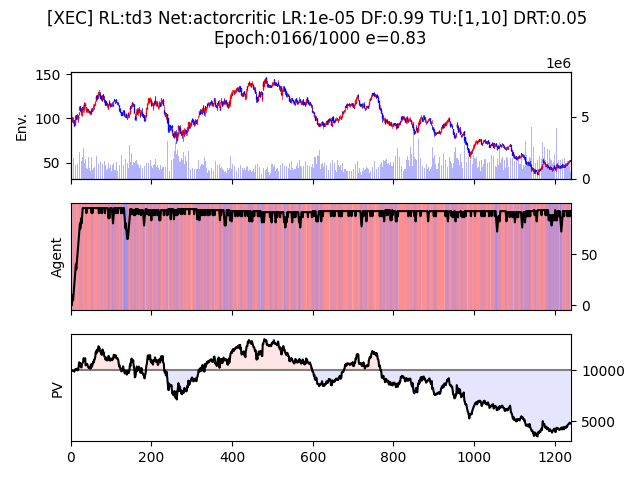 [XEC] RL:td3 Net:actorcritic LR:1e-05 DF:0.99 TU:[1,10] DRT:0.05
Epoch:0166/1000 e=0.83
1e6
150
100
50
Env.
5
0
Agent
50
0
PV
10000
5000
0
200
400
600
800
1000
1200